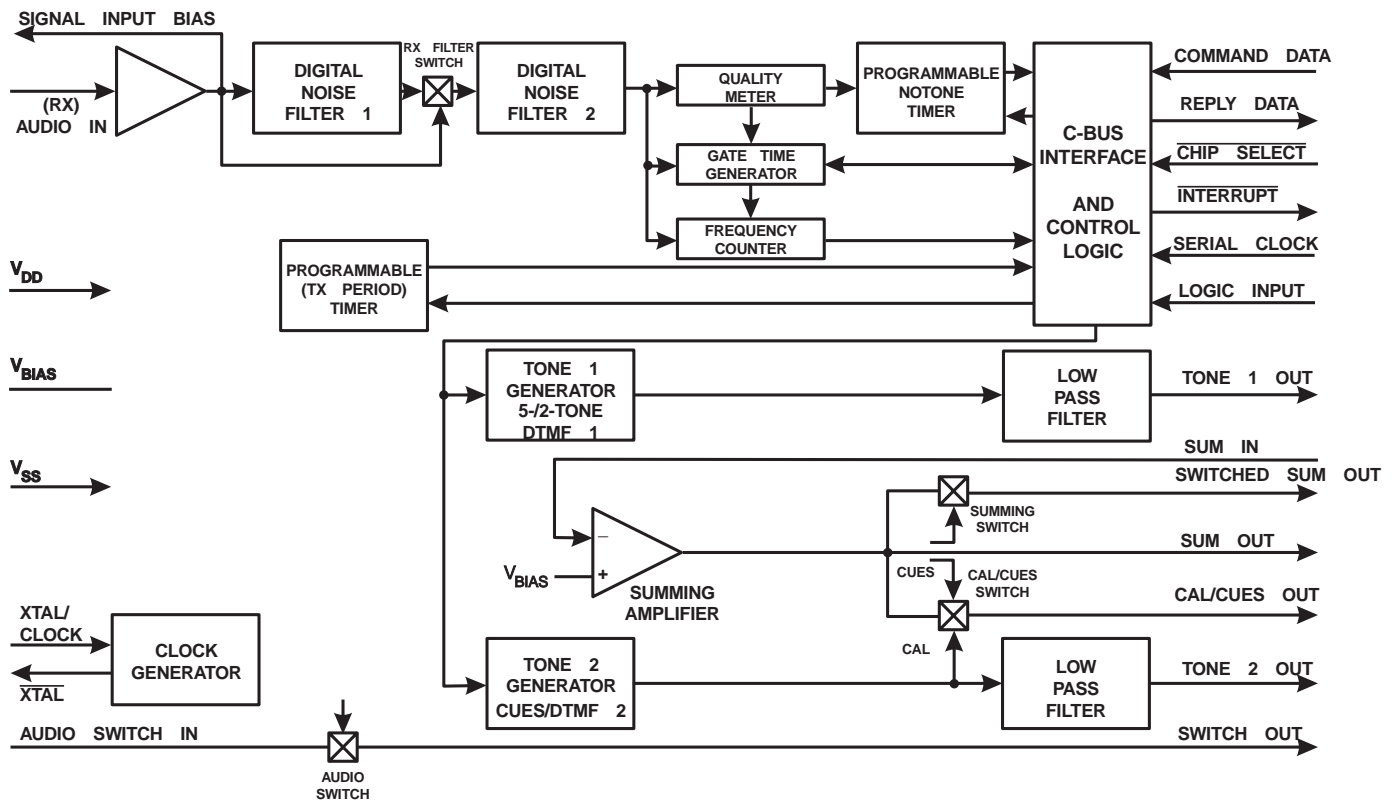 SIGNAL INPUT BIAS
(RX)
AUDIO IN
DIGITAL
NOISE
FILTER 1
RX FILTER
SWITCH
DIGITAL
NOISE
FILTER 2
QUALITY
METER
PROGRAMMABLE
NOTONE
TIMER
GATE TIME
GENERATOR
FREQUENCY
COUNTER
C-BUS
INTERFACE
AND
CONTROL
LOGIC
COMMAND DATA
REPLY DATA
CHIP SELECT
INTERRUPT
SERIAL CLOCK
LOGIC INPUT
PROGRAMMABLE
(TX PERIOD)
TIMER
VDD
VBIAS
VSS
TONE 1
GENERATOR
5-/2-TONE
DTMF 1
LOW
PASS
FILTER
TONE 1 OUT
SUM IN
SWITCHED SUM OUT
SUMMING
SWITCH
–
+
VBIAS
SUMMING
AMPLIFIER
SUM OUT
CUES
CAL/CUES
SWITCH
CAL/CUES OUT
CAL
XTAL/
CLOCK
XTAL
CLOCK
GENERATOR
TONE 2
GENERATOR
CUES/DTMF 2
LOW
PASS
FILTER
TONE 2 OUT
AUDIO SWITCH IN
AUDIO
SWITCH
SWITCH OUT